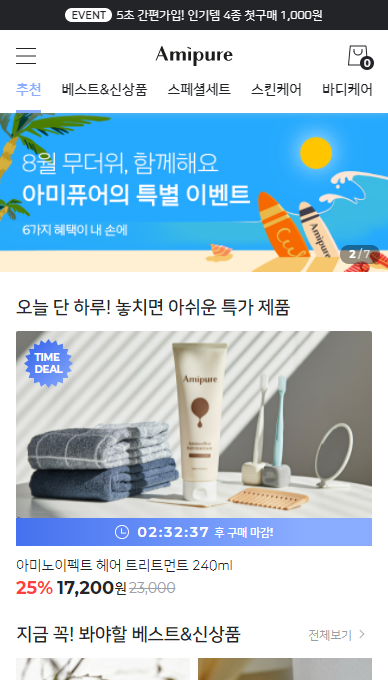 EVENT 5초 간편가입! 인기템 4종 첫구매 1,000원
Amipure
0
추천 베스트&신상품 스페셜세트 스킨케어 바디케어
8월 무더위, 함께해요
아미퓨어의 특별 이벤트
6가지 혜택이 내 손에
Amipure
2 / 7
오늘 단 하루! 놓치면 아쉬운 특가 제품
TIME
DEAL
Amipure
02:32:37 후 구매 마감!
아미노이펙트 헤어 트리트먼트 240ml
25% 17,200원 23,000
지금 꼭! 봐야할 베스트&신상품
전체보기